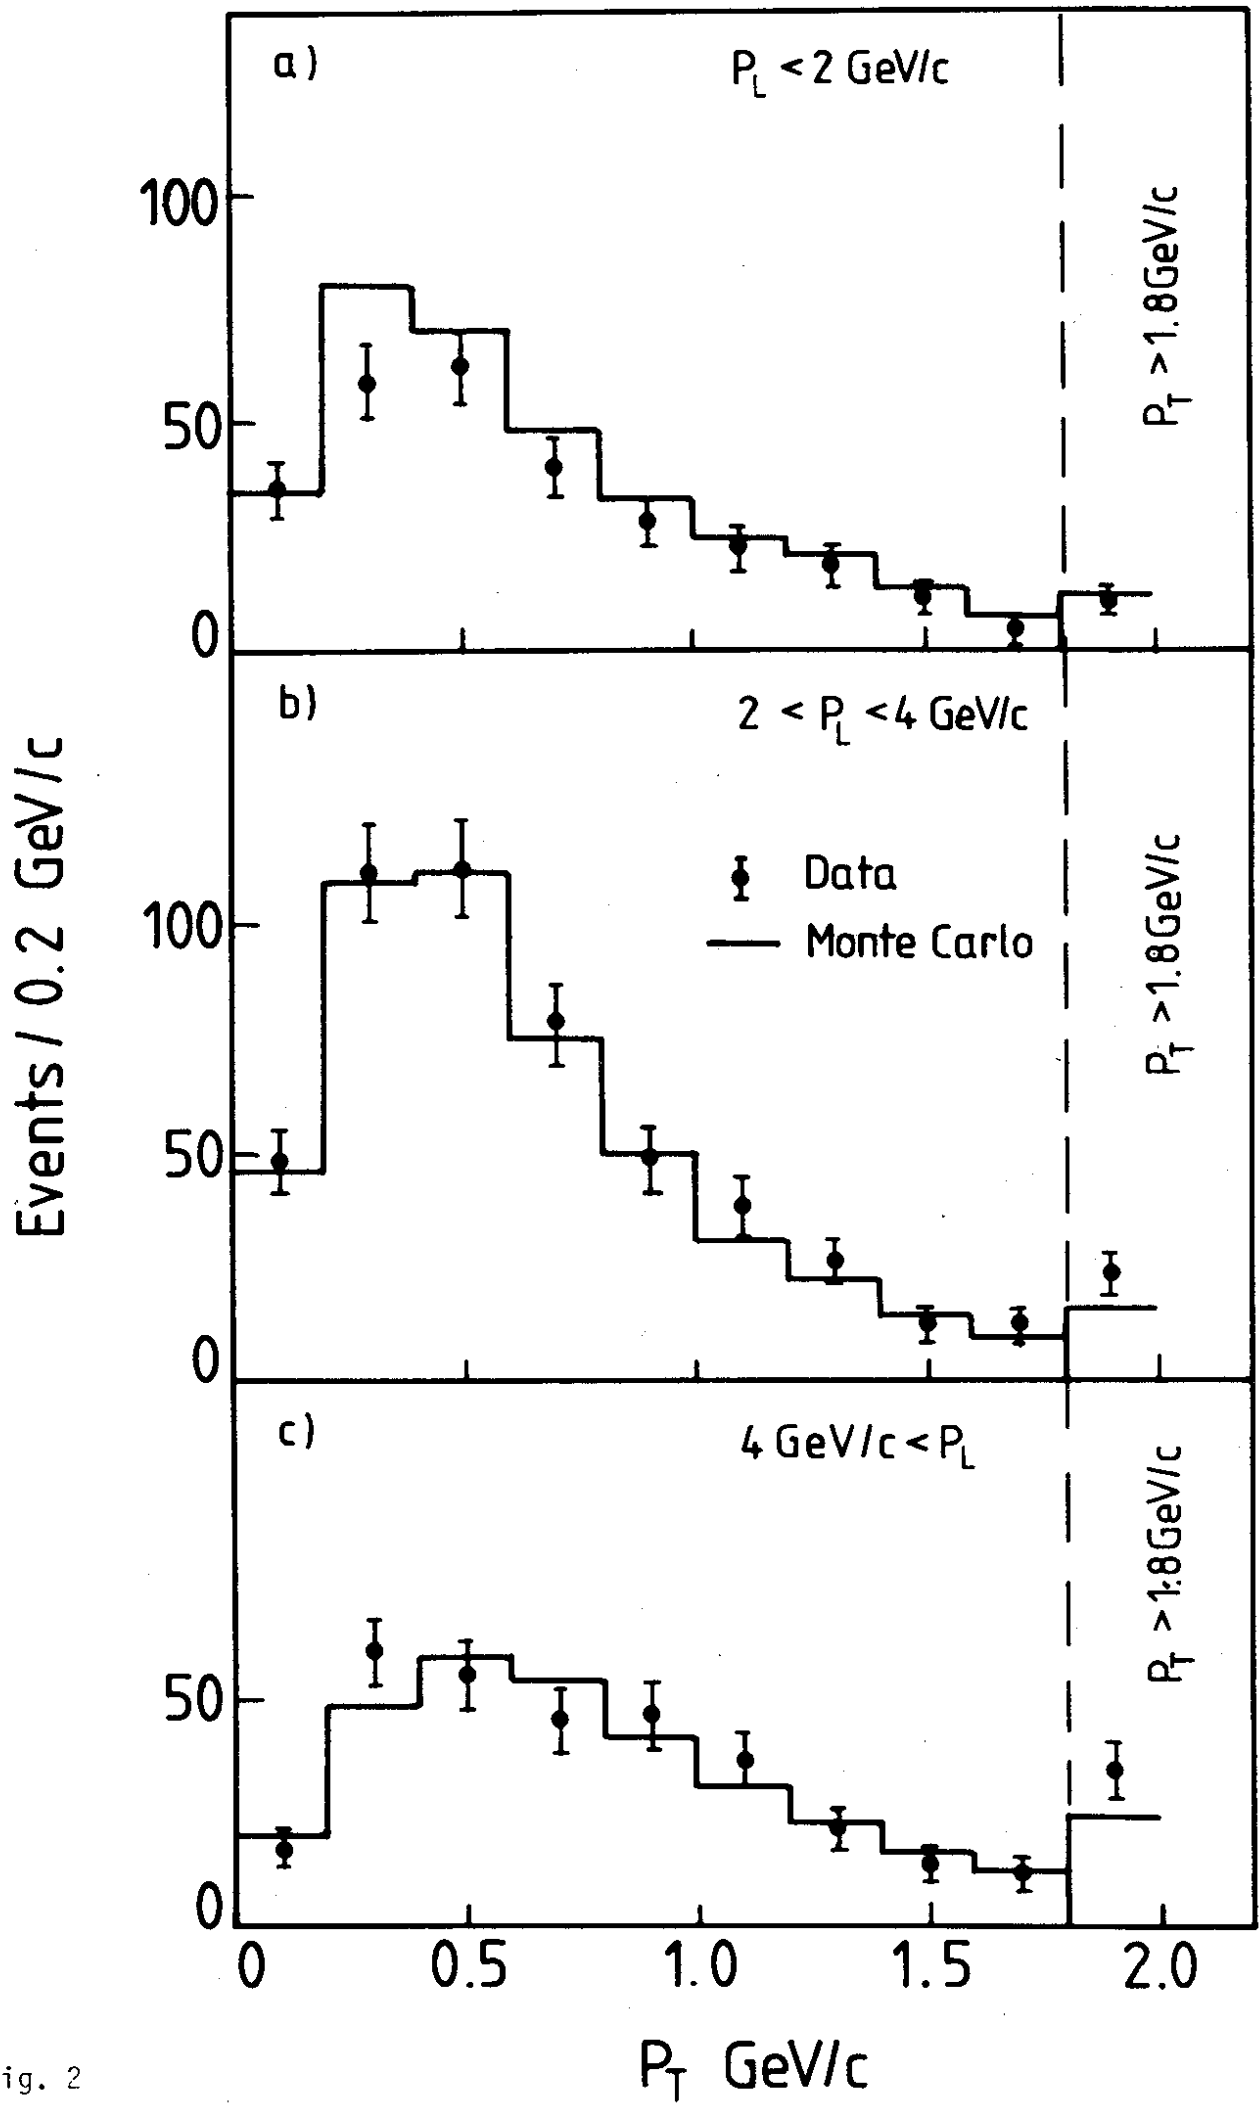 a)
P_L < 2 GeV/c
100
50
0
P_T > 1.8 GeV/c
b)
2 < P_L < 4 GeV/c
Data
Monte Carlo
100
50
0
P_T > 1.8 GeV/c
Events / 0.2 GeV/c
c)
4 GeV/c < P_L
50
0
P_T > 1.8 GeV/c
0 0.5 1.0 1.5 2.0
P_T GeV/c
ig. 2